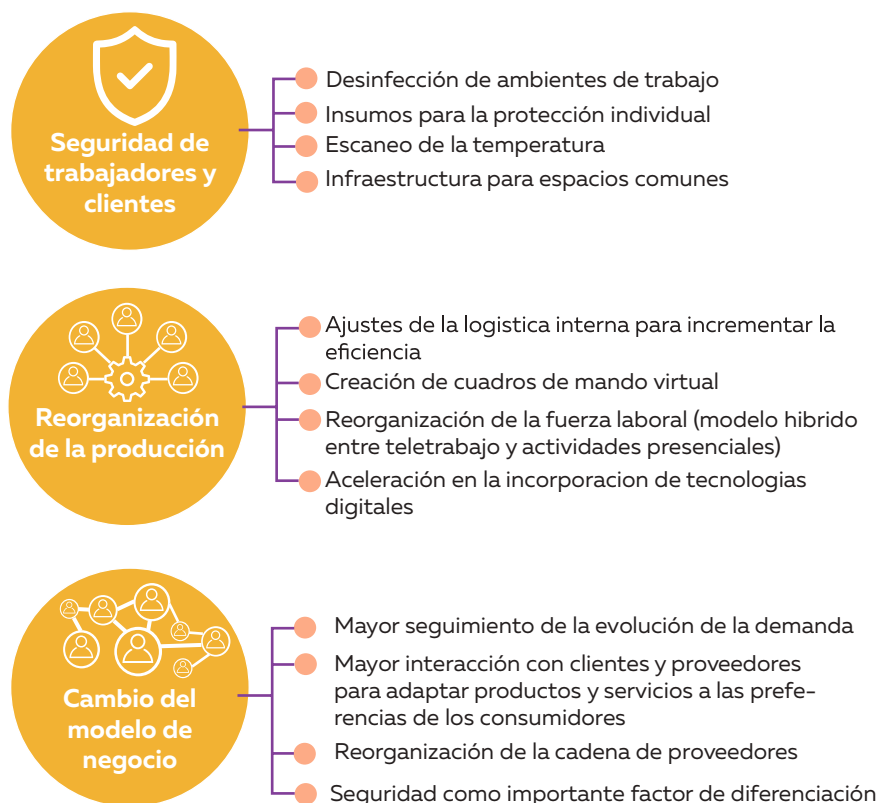 Seguridad de
trabajadores y
clientes
Desinfección de ambientes de trabajo
Insumos para la protección individual
Escaneo de la temperatura
Infraestructura para espacios comunes
Reorganización
de la producción
Ajustes de la logistica interna para incrementar la
eficiencia
Creación de cuadros de mando virtual
Reorganización de la fuerza laboral (modelo hibrido
entre teletrabajo y actividades presenciales)
Aceleración en la incorporacion de tecnologias
digitales
Cambio del
modelo de
negocio
Mayor seguimiento de la evolución de la demanda
Mayor interacción con clientes y proveedores
para adaptar productos y servicios a las prefe-
rencias de los consumidores
Reorganización de la cadena de proveedores
Seguridad como importante factor de diferenciación